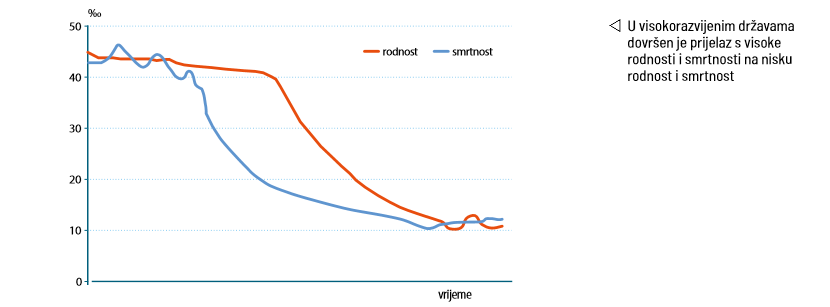 ‰
50
40
30
20
10
0
rodnost
smrtnost
vrijeme
U visokorazvijenim državama
dovršen je prijelaz s visoke
rodnosti i smrtnosti na nisku
rodnost i smrtnost